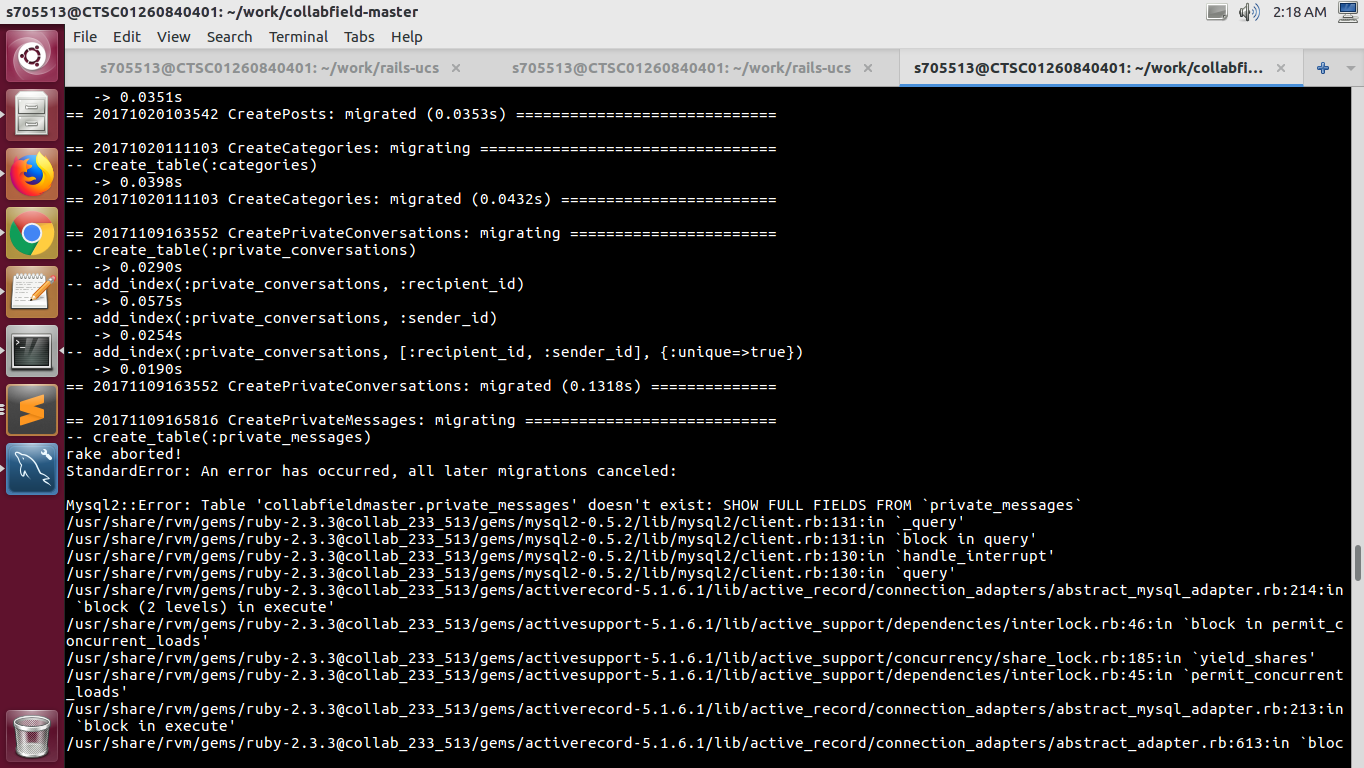 s705513@CTSC01260840401: ~/work/collabfield-master
2:18 AM
File Edit View Search Terminal Tabs Help
s705513@CTSC01260840401: ~/work/rails-ucs × s705513@CTSC01260840401: ~/work/rails-ucs × s705513@CTSC01260840401: ~/work/collabfi... ×
   -> 0.0351s
== 20171020103542 CreatePosts: migrated (0.0353s) =============================
== 20171020111103 CreateCategories: migrating =================================
-- create_table(:categories)
   -> 0.0398s
== 20171020111103 CreateCategories: migrated (0.0432s) ========================
== 20171109163552 CreatePrivateConversations: migrating =======================
-- create_table(:private_conversations)
   -> 0.0290s
-- add_index(:private_conversations, :recipient_id)
   -> 0.0575s
-- add_index(:private_conversations, :sender_id)
   -> 0.0254s
-- add_index(:private_conversations, [:recipient_id, :sender_id], {:unique=>true})
   -> 0.0190s
== 20171109163552 CreatePrivateConversations: migrated (0.1318s) ==============
== 20171109165816 CreatePrivateMessages: migrating ============================
-- create_table(:private_messages)
rake aborted!
StandardError: An error has occurred, all later migrations canceled:
Mysql2::Error: Table 'collabfieldmaster.private_messages' doesn't exist: SHOW FULL FIELDS FROM `private_messages`
/usr/share/rvm/gems/ruby-2.3.3@collab_233_513/gems/mysql2-0.5.2/lib/mysql2/client.rb:131:in `_query'
/usr/share/rvm/gems/ruby-2.3.3@collab_233_513/gems/mysql2-0.5.2/lib/mysql2/client.rb:131:in `block in query'
/usr/share/rvm/gems/ruby-2.3.3@collab_233_513/gems/mysql2-0.5.2/lib/mysql2/client.rb:130:in `handle_interrupt'
/usr/share/rvm/gems/ruby-2.3.3@collab_233_513/gems/mysql2-0.5.2/lib/mysql2/client.rb:130:in `query'
/usr/share/rvm/gems/ruby-2.3.3@collab_233_513/gems/activerecord-5.1.6.1/lib/active_record/connection_adapters/abstract_mysql_adapter.rb:214:in
 `block (2 levels) in execute'
/usr/share/rvm/gems/ruby-2.3.3@collab_233_513/gems/activesupport-5.1.6.1/lib/active_support/dependencies/interlock.rb:46:in `block in permit_c
oncurrent_loads'
/usr/share/rvm/gems/ruby-2.3.3@collab_233_513/gems/activesupport-5.1.6.1/lib/active_support/concurrency/share_lock.rb:185:in `yield_shares'
/usr/share/rvm/gems/ruby-2.3.3@collab_233_513/gems/activesupport-5.1.6.1/lib/active_support/dependencies/interlock.rb:45:in `permit_concurrent
_loads'
/usr/share/rvm/gems/ruby-2.3.3@collab_233_513/gems/activerecord-5.1.6.1/lib/active_record/connection_adapters/abstract_mysql_adapter.rb:213:in
 `block in execute'
/usr/share/rvm/gems/ruby-2.3.3@collab_233_513/gems/activerecord-5.1.6.1/lib/active_record/connection_adapters/abstract_adapter.rb:613:in `bloc